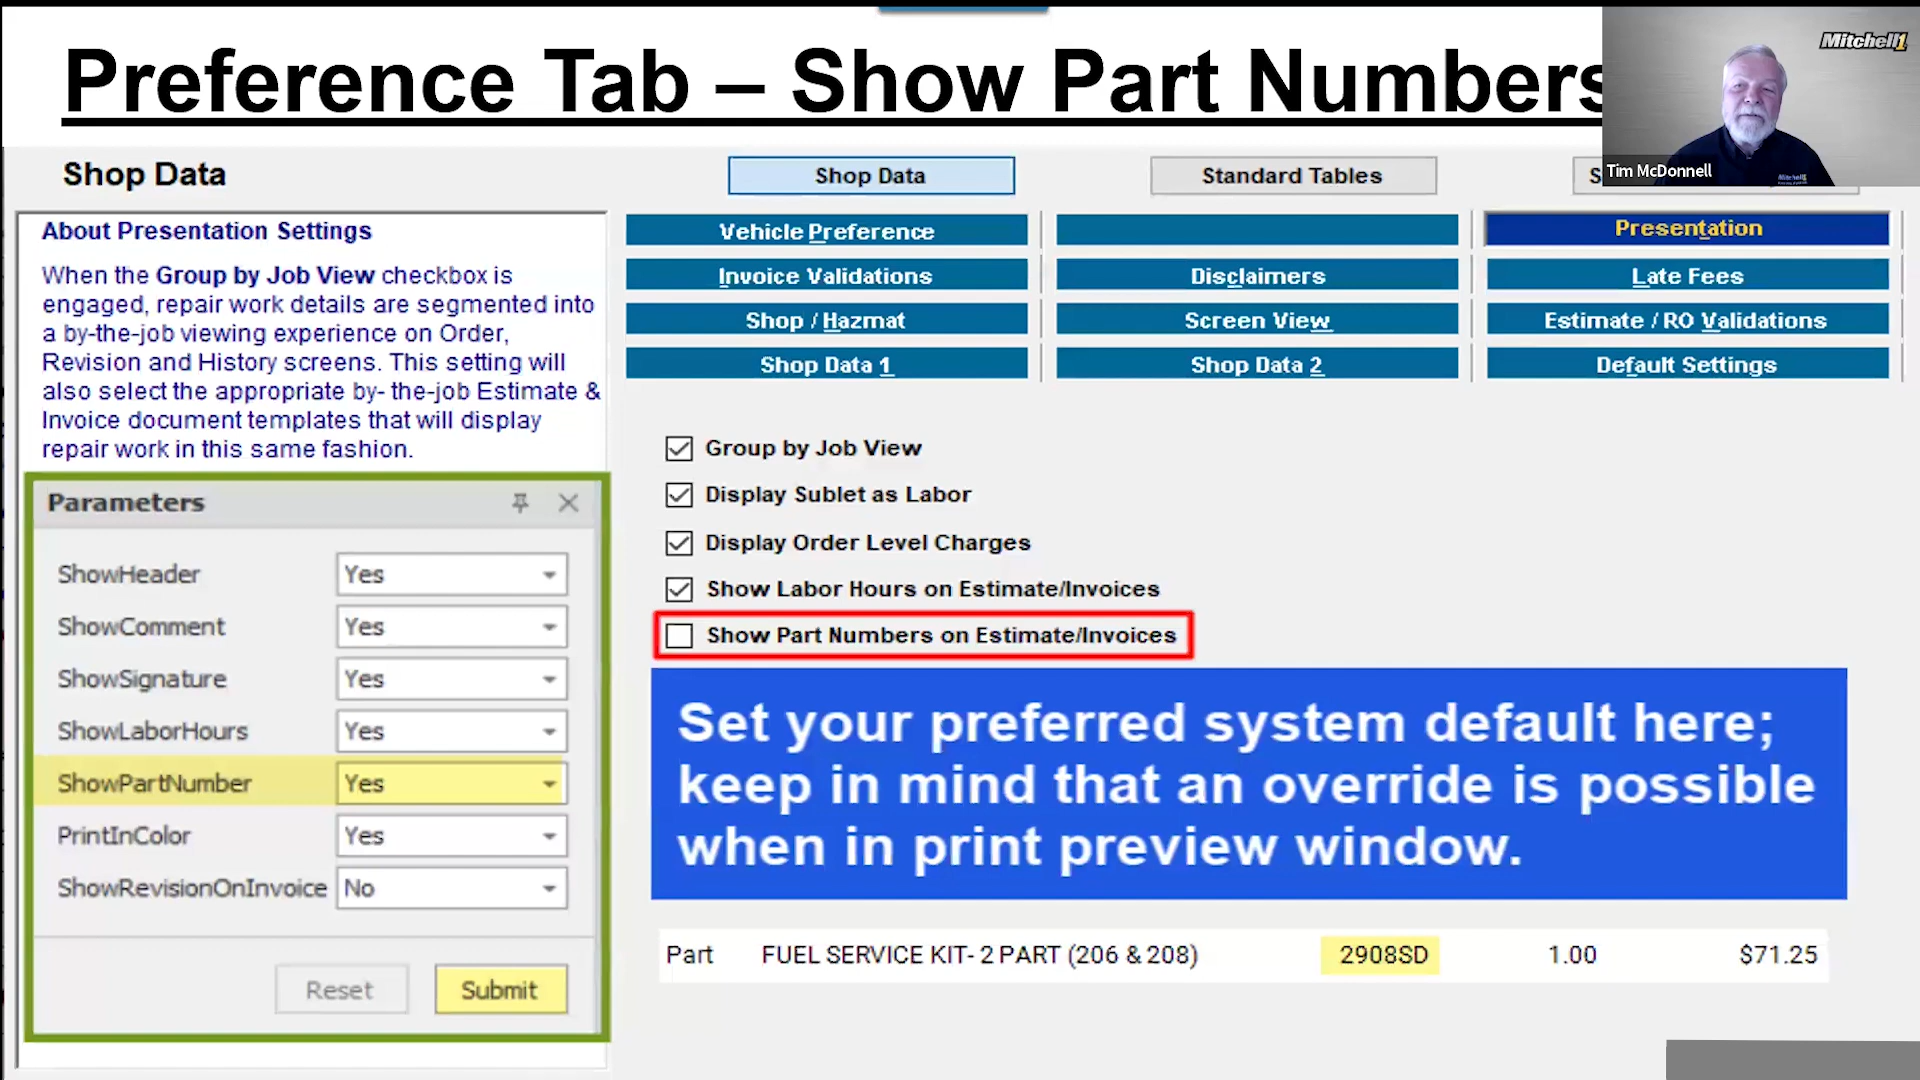 Preference Tab – Show Part Numbers
Mitchell1
Tim McDonnell
Shop Data
Shop Data
Standard Tables
S
About Presentation Settings
When the Group by Job View checkbox is
engaged, repair work details are segmented into
a by-the-job viewing experience on Order,
Revision and History screens. This setting will
also select the appropriate by- the-job Estimate &
Invoice document templates that will display
repair work in this same fashion.
Vehicle Preference
Presentation
Invoice Validations
Disclaimers
Late Fees
Shop / Hazmat
Screen View
Estimate / RO Validations
Shop Data 1
Shop Data 2
Default Settings
Group by Job View
Display Sublet as Labor
Display Order Level Charges
Show Labor Hours on Estimate/Invoices
Show Part Numbers on Estimate/Invoices
Parameters
ShowHeader Yes
ShowComment Yes
ShowSignature Yes
ShowLaborHours Yes
ShowPartNumber Yes
PrintInColor Yes
ShowRevisionOnInvoice No
Reset Submit
Set your preferred system default here;
keep in mind that an override is possible
when in print preview window.
Part FUEL SERVICE KIT- 2 PART (206 & 208) 2908SD 1.00 $71.25